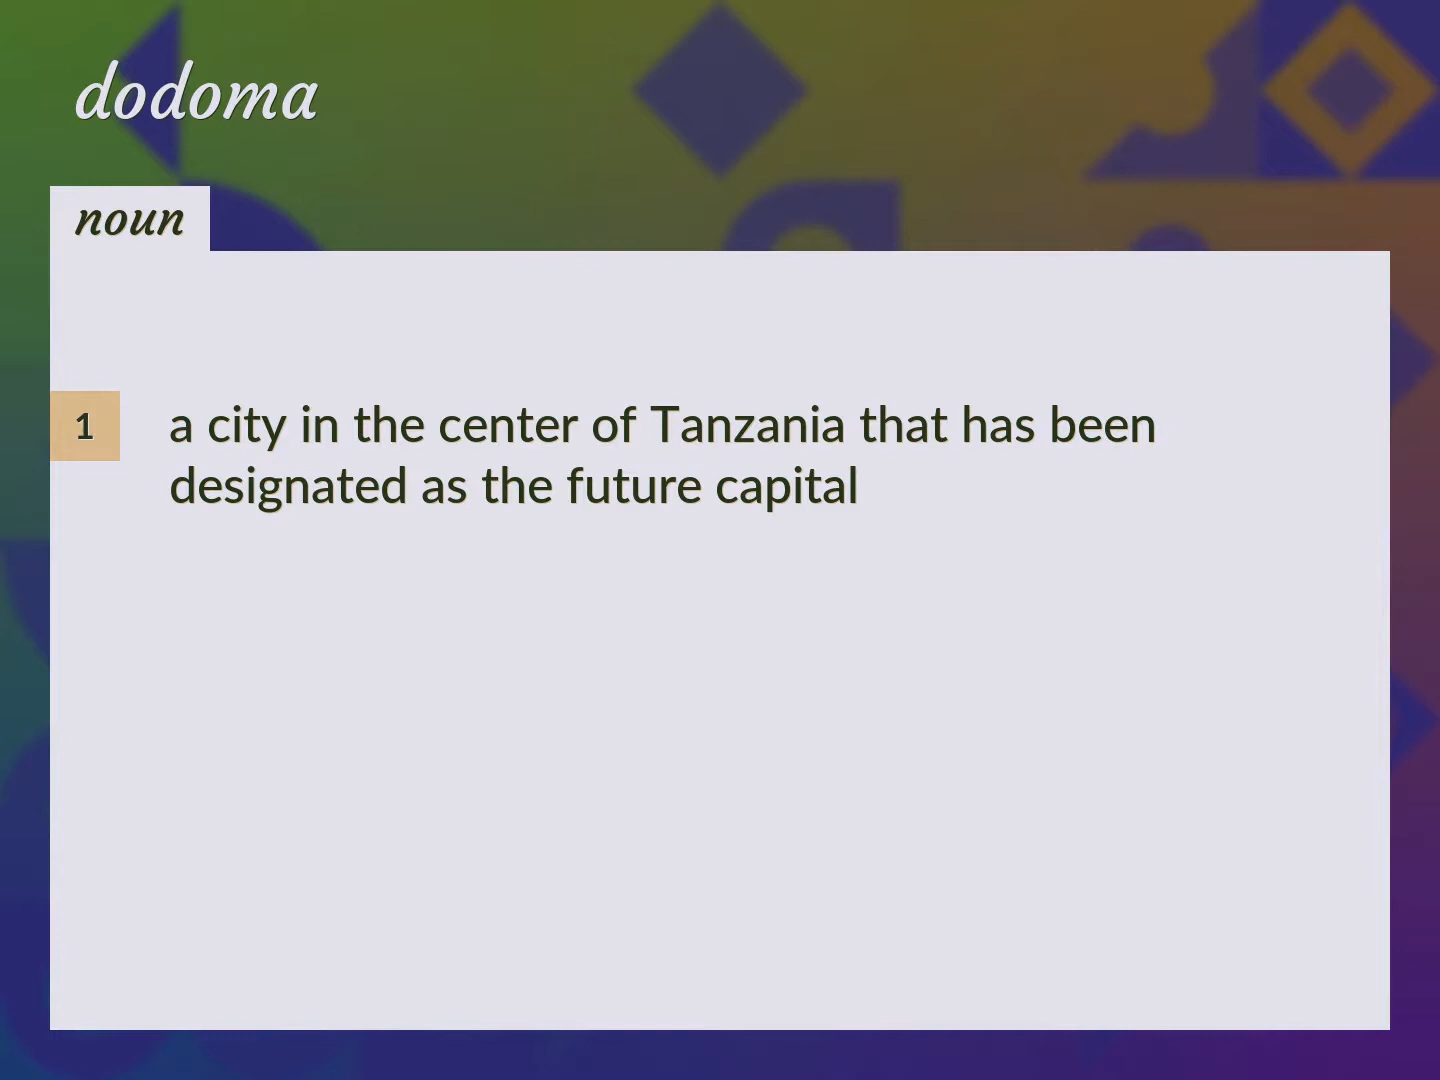 dodoma
noun
1
a city in the center of Tanzania that has been
designated as the future capital